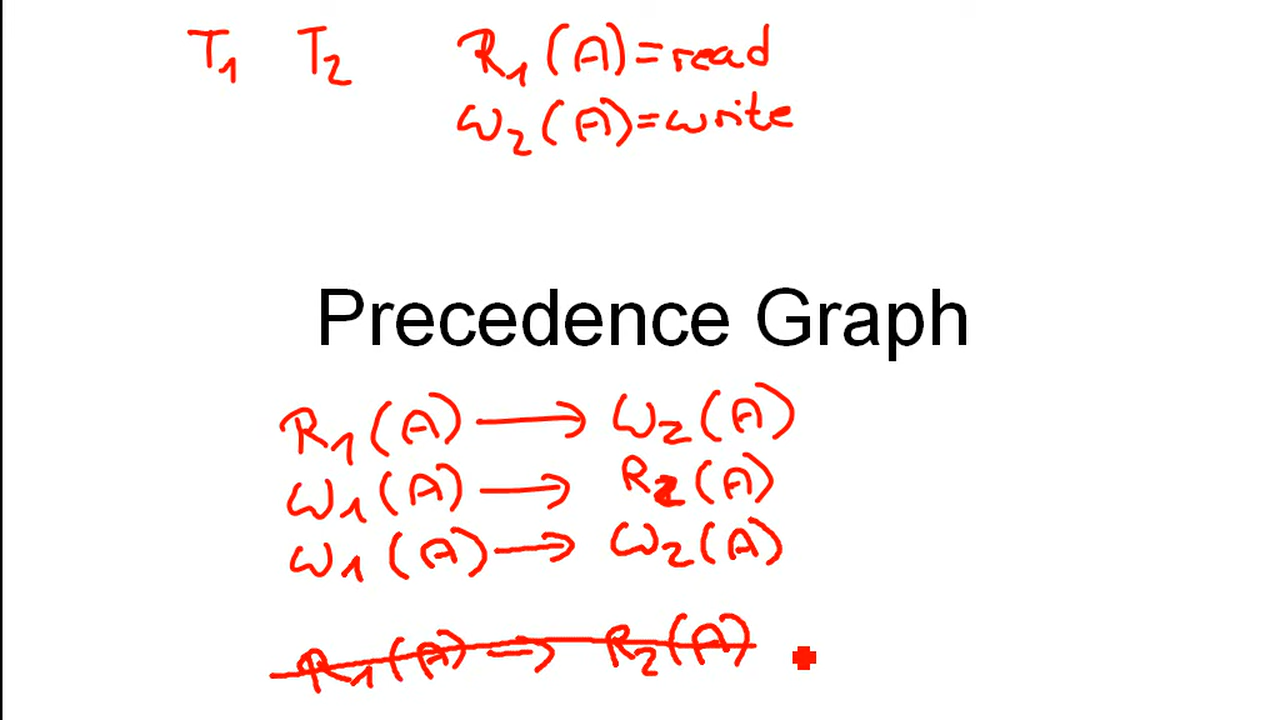 T1 T2 R1(A)=read
W2(A)=write
Precedence Graph
R1(A) → W2(A)
W1(A) → R2(A)
W1(A) → W2(A)
R1(A) → R2(A)